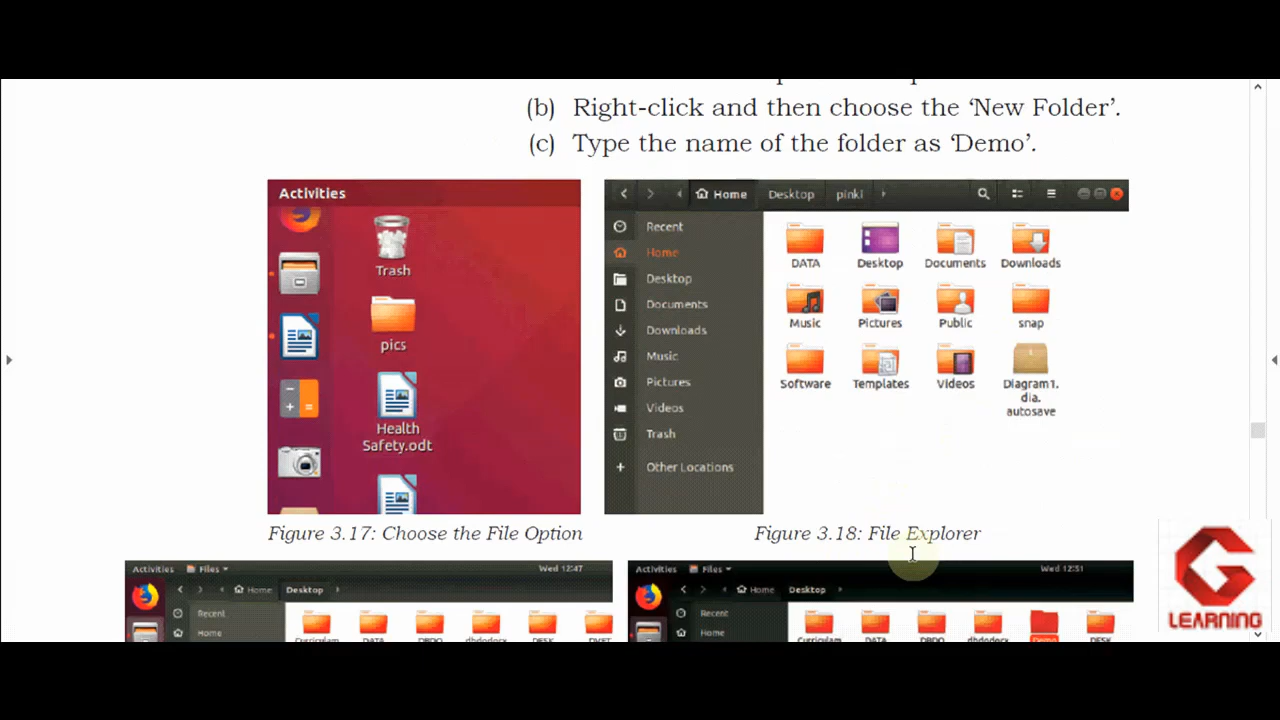 (b) Right-click and then choose the ‘New Folder’.
(c) Type the name of the folder as ‘Demo’.
Activities
Trash
pics
Health
Safety.odt
Home Desktop pinki
Recent
Home
Desktop
Documents
Downloads
Music
Pictures
Videos
Trash
Other Locations
DATA Desktop Documents Downloads
Music Pictures Public snap
Software Templates Videos Diagram1.
dia.
autosave
Figure 3.17: Choose the File Option
Figure 3.18: File Explorer
Activities Files Wed 12:47
Home Desktop
Recent
Home
Activities Files Wed 12:51
Home Desktop
Recent
Home
G
LEARNING